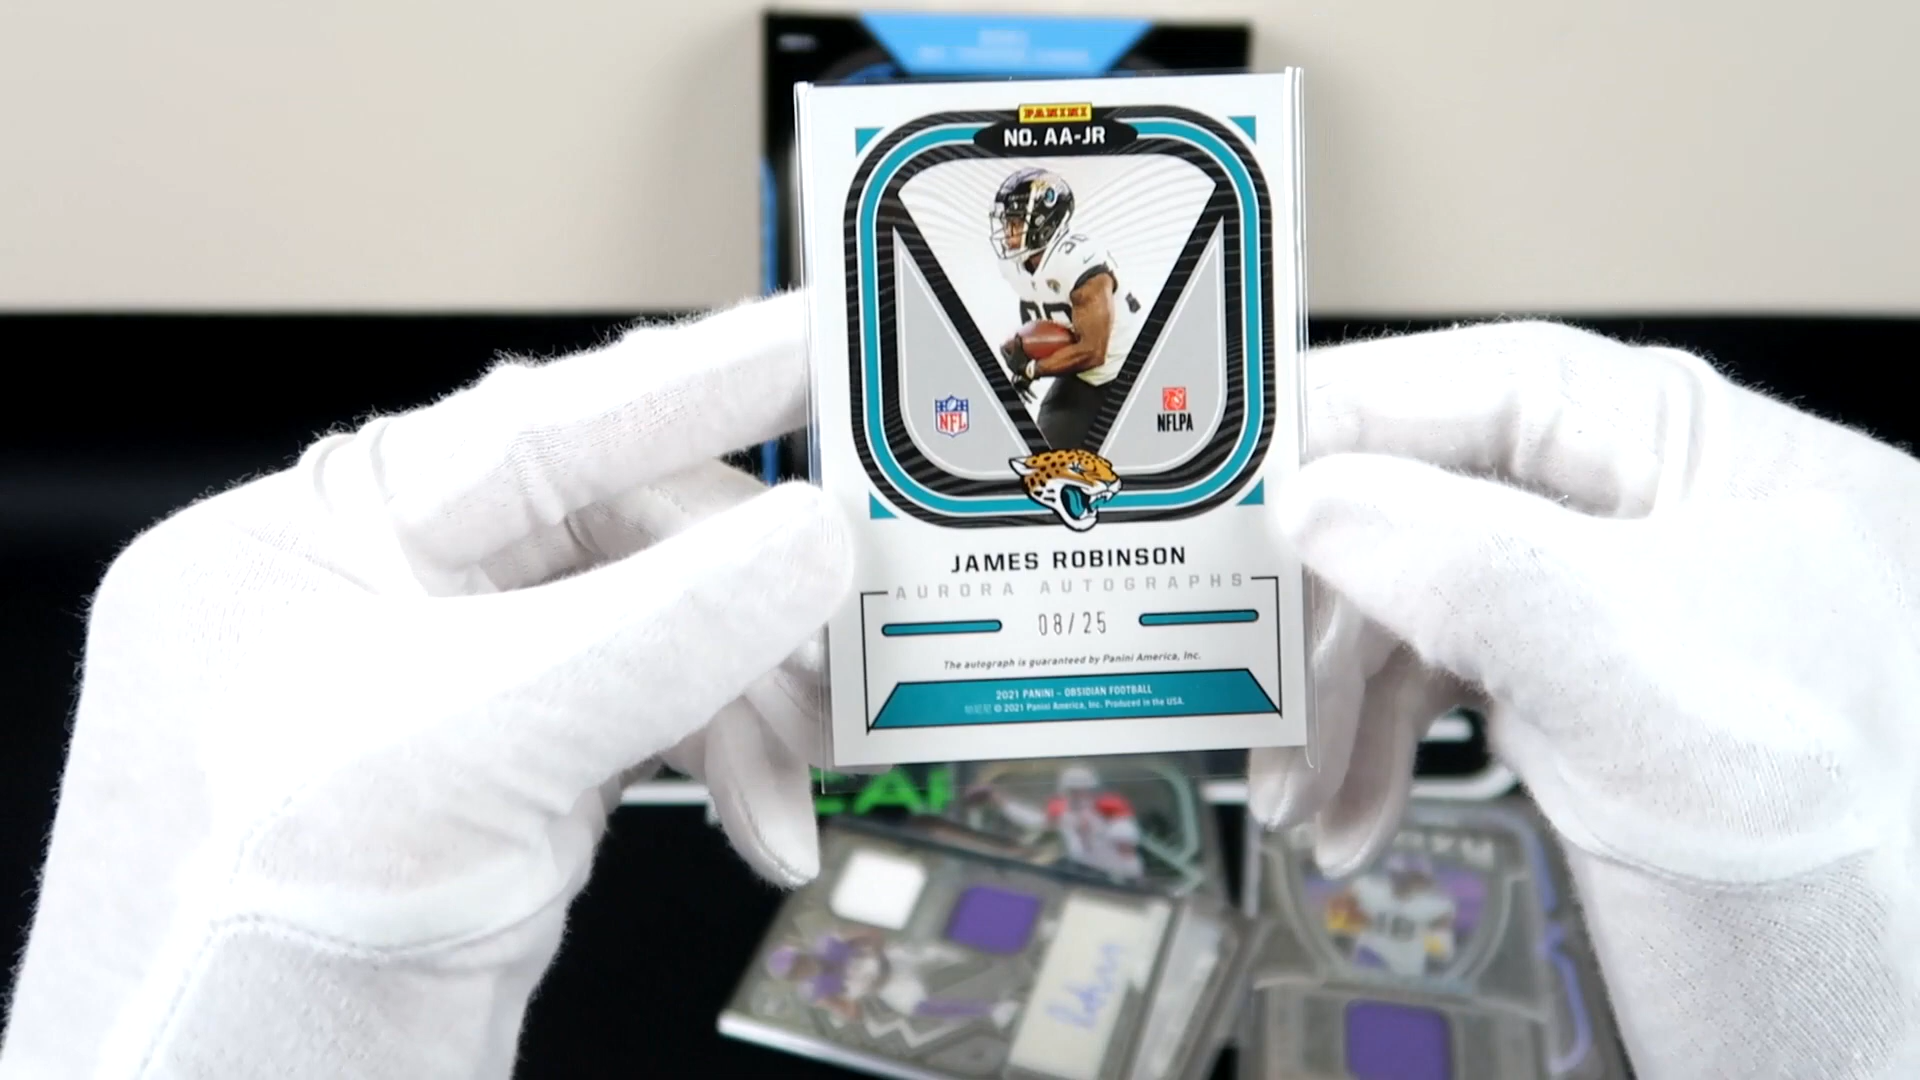 PANINI
NO. AA-JR
30
NFL
NFLPA
JAMES ROBINSON
AURORA AUTOGRAPHS
08/25
The autograph is guaranteed by Panini America, Inc.
2021 PANINI - OBSIDIAN FOOTBALL
© 2021 Panini America, Inc. Produced in the USA.